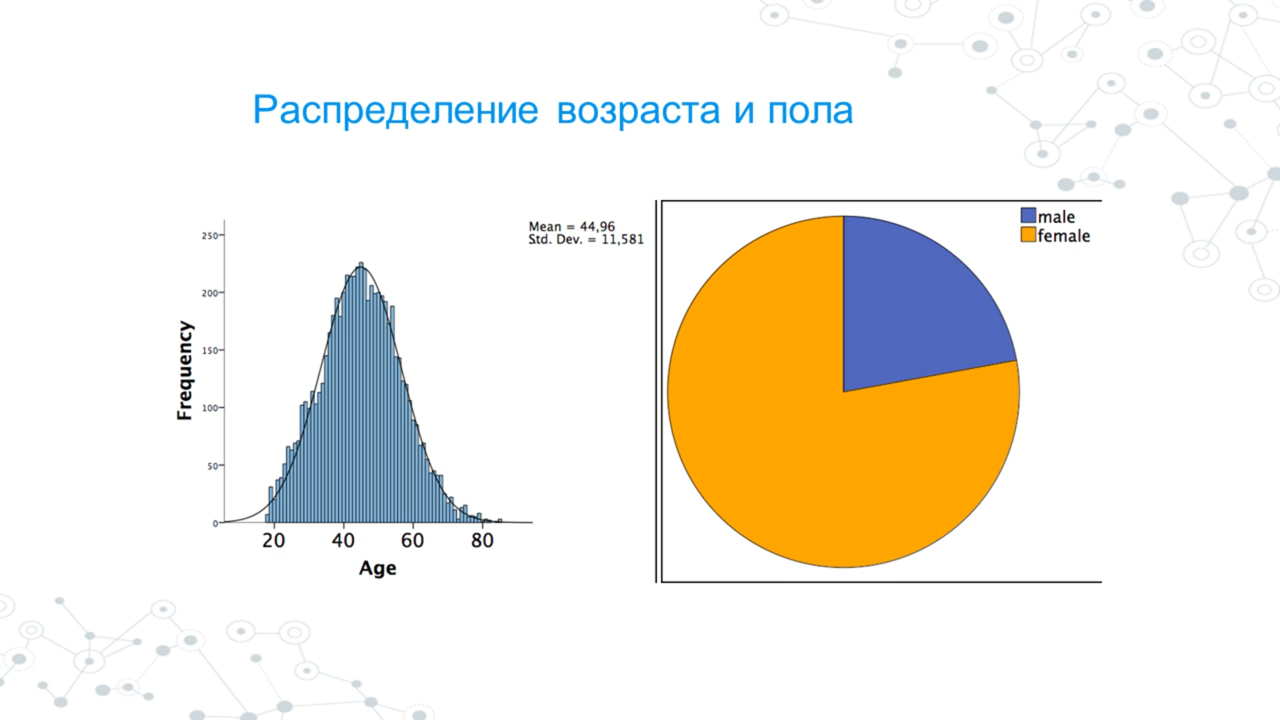 Распределение возраста и пола
Mean = 44,96
Std. Dev. = 11,581
250
200
150
100
50
0
Frequency
20 40 60 80
Age
male
female